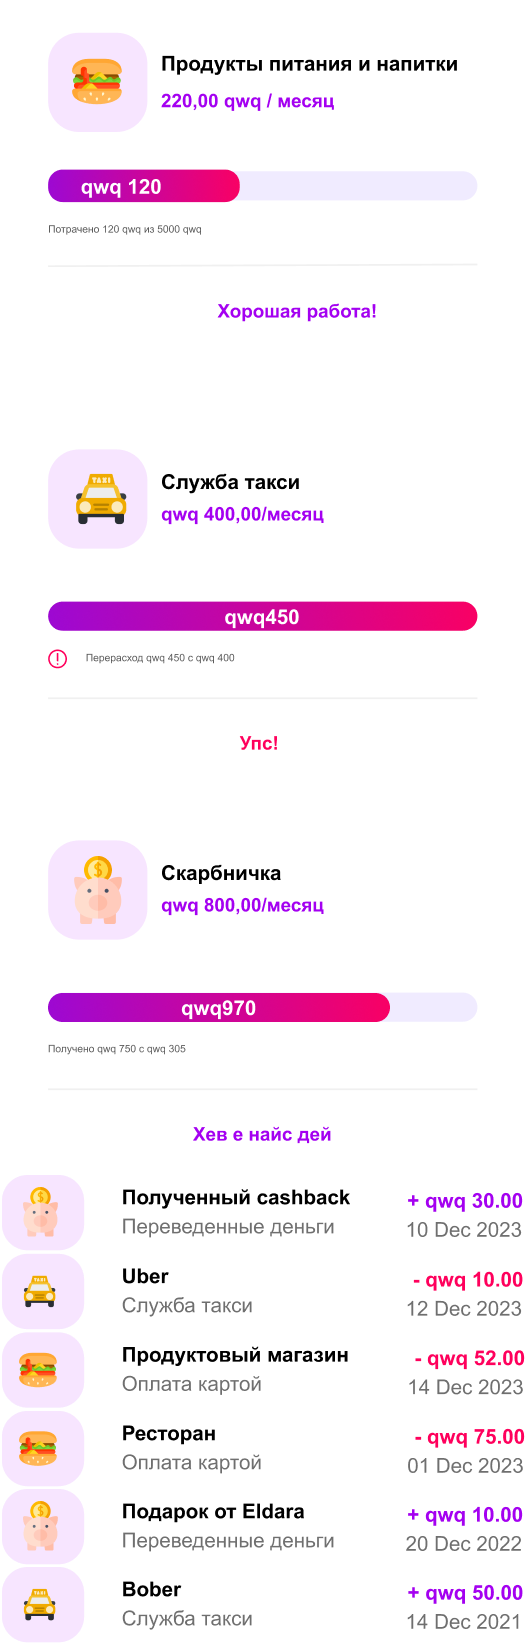 Продукты питания и напитки
220,00 qwq / месяц
qwq 120
Потрачено 120 qwq из 5000 qwq
Хорошая работа!
TAXI
Служба такси
qwq 400,00/месяц
qwq450
Перерасход qwq 450 с qwq 400
Упс!
Скарбничка
qwq 800,00/месяц
qwq970
Получено qwq 750 с qwq 305
Хев е найс дей
Полученный cashback + qwq 30.00
Переведенные деньги 10 Dec 2023
TAXI
Uber - qwq 10.00
Служба такси 12 Dec 2023
Продуктовый магазин - qwq 52.00
Оплата картой 14 Dec 2023
Ресторан - qwq 75.00
Оплата картой 01 Dec 2023
Подарок от Eldara + qwq 10.00
Переведенные деньги 20 Dec 2022
TAXI
Bober + qwq 50.00
Служба такси 14 Dec 2021